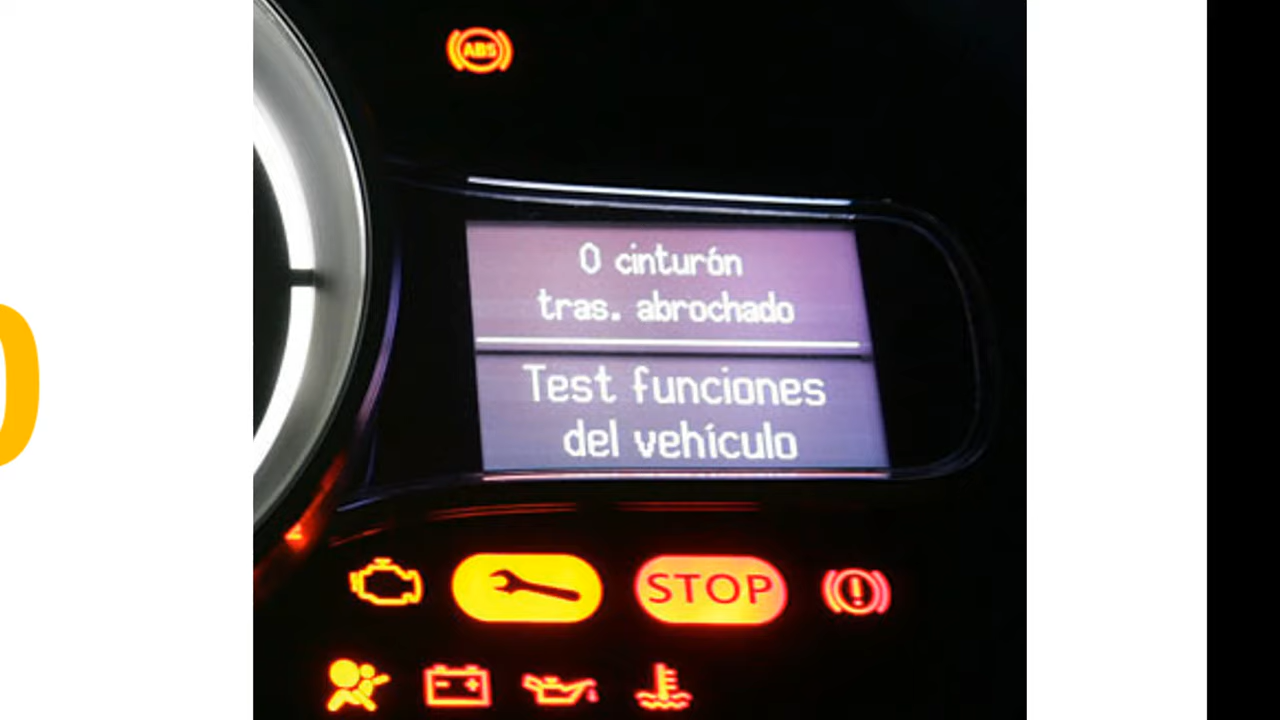 ABS
0 cinturón
tras. abrochado
Test funciones
del vehículo
STOP